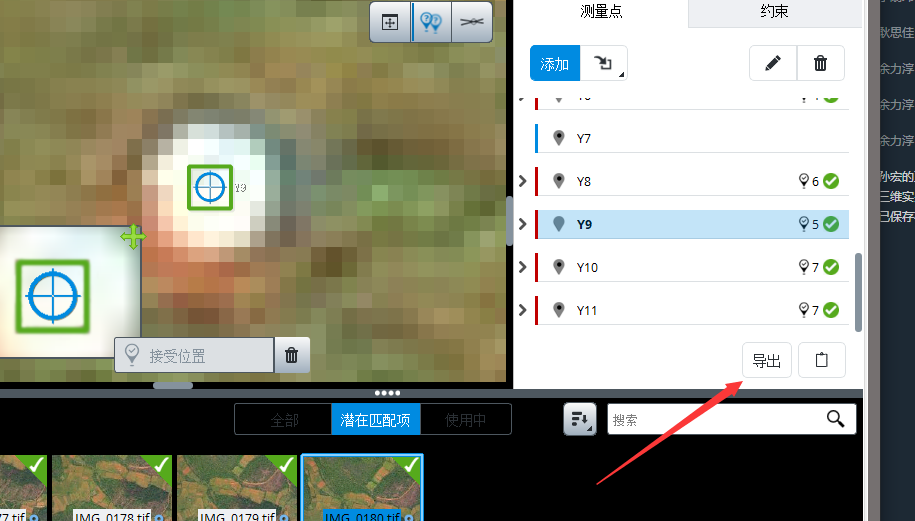 测量点
约束
添加
Y7
Y8
6
Y9
5
Y10
7
Y11
7
Y9
接受位置
导出
全部
潜在匹配项
使用中
搜索
77.tif
IMG_0178.tif
IMG_0179.tif
IMG_0180.tif
耿思佳
余力淳
余力淳
余力淳
孙宏的
三维实
已保存